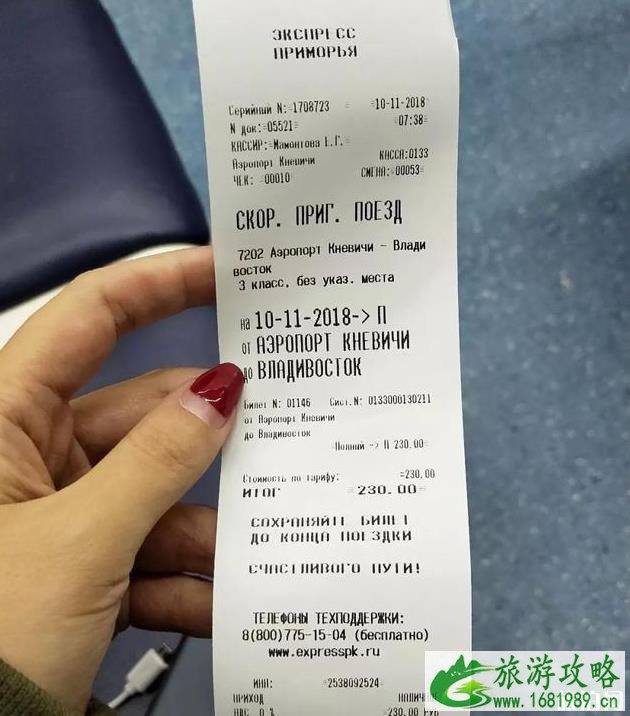 ЭКСПРЕСС
ПРИМОРЬЯ
Серийный N:=1708723 = =10-11-2018
N док:=05521= =07:38=
КАССИР:=Мамонтова Е.Г.=
Аэропорт Кневичи КАССА:0133
ЧЕК: =00010= СМЕНА:=00053=
СКОР. ПРИГ. ПОЕЗД
7202 Аэропорт Кневичи - Влади
восток
3 класс, без указ. места
на 10-11-2018-> П
от АЭРОПОРТ КНЕВИЧИ
до ВЛАДИВОСТОК
Билет N: 01146 Сист.N: 0133000130211
от Аэропорт Кневичи
до Владивосток
Полный -> П 230.00=
Стоимость по тарифу: =230.00
ИТОГ =230.00=
СОХРАНЯЙТЕ БИЛЕТ
ДО КОНЦА ПОЕЗДКИ
СЧАСТЛИВОГО ПУТИ!
ТЕЛЕФОНЫ ТЕХПОДДЕРЖКИ:
8(800)775-15-04 (бесплатно)
www.expresspk.ru
ИНН: =2538092524=
ПРИХОД
НДС 0 % =230.00 РУБ
旅游攻略
www.1681989.cn